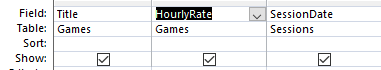 Field: Title HourlyRate SessionDate
Table: Games Games Sessions
Sort:
Show: